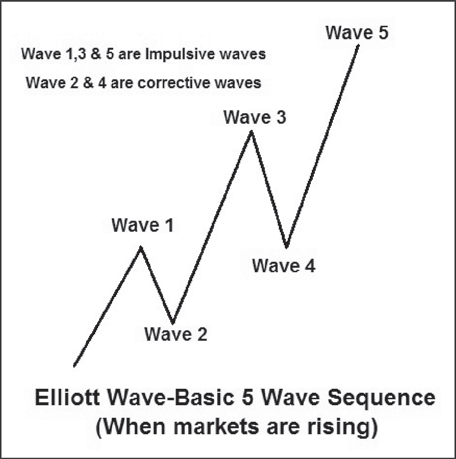 Wave 5
Wave 1,3 & 5 are Impulsive waves
Wave 2 & 4 are corrective waves
Wave 3
Wave 1
Wave 4
Wave 2
Elliott Wave-Basic 5 Wave Sequence
(When markets are rising)